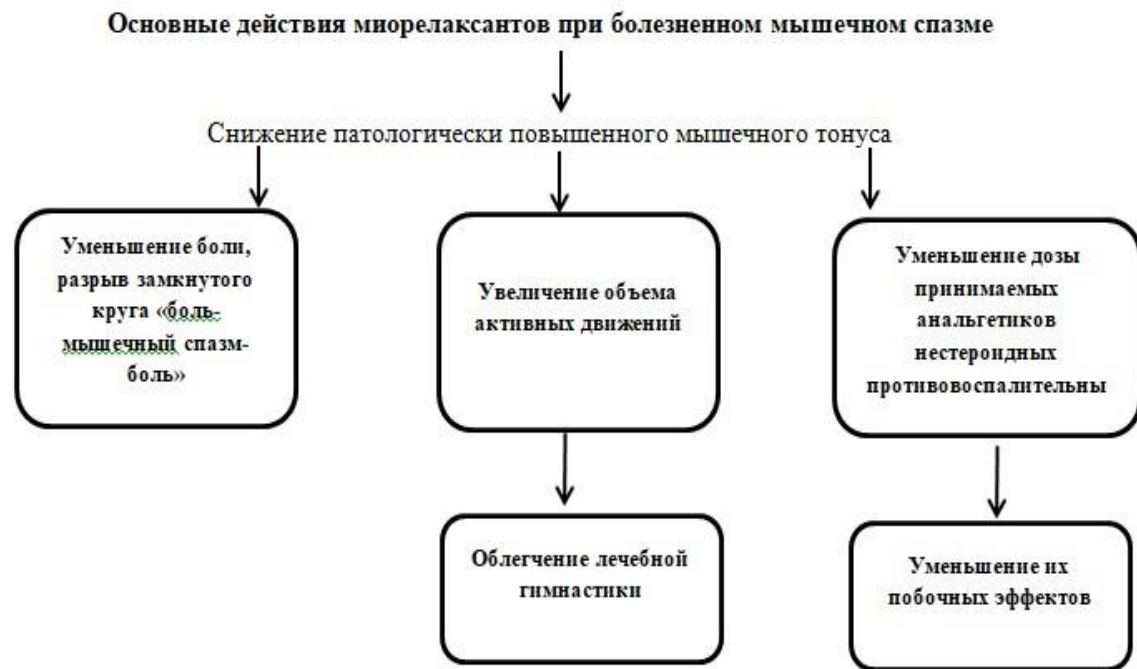 Основные действия миорелаксантов при болезненном мышечном спазме
Снижение патологически повышенного мышечного тонуса
Уменьшение боли,
разрыв замкнутого
круга «боль-
мышечный спазм-
боль»
Увеличение объема
активных движений
Уменьшение дозы
принимаемых
анальгетиков
нестероидных
противовоспалительны
Облегчение лечебной
гимнастики
Уменьшение их
побочных эффектов